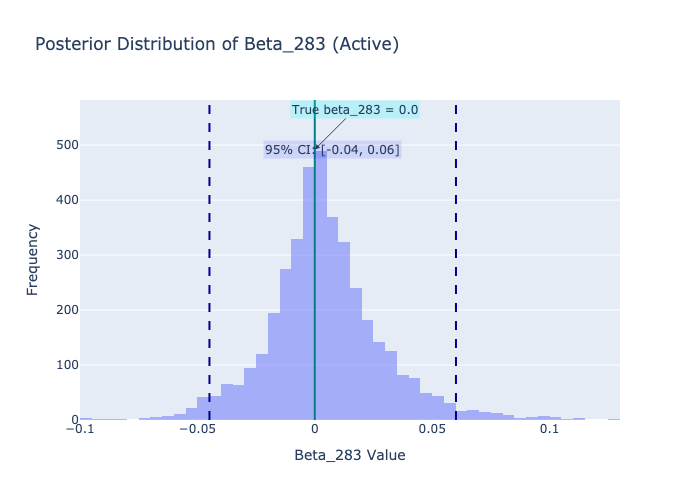 Posterior Distribution of Beta_283 (Active)
True beta_283 = 0.0
95% CI: [-0.04, 0.06]
500
400
300
200
100
0
Frequency
−0.1
−0.05
0
0.05
0.1
Beta_283 Value